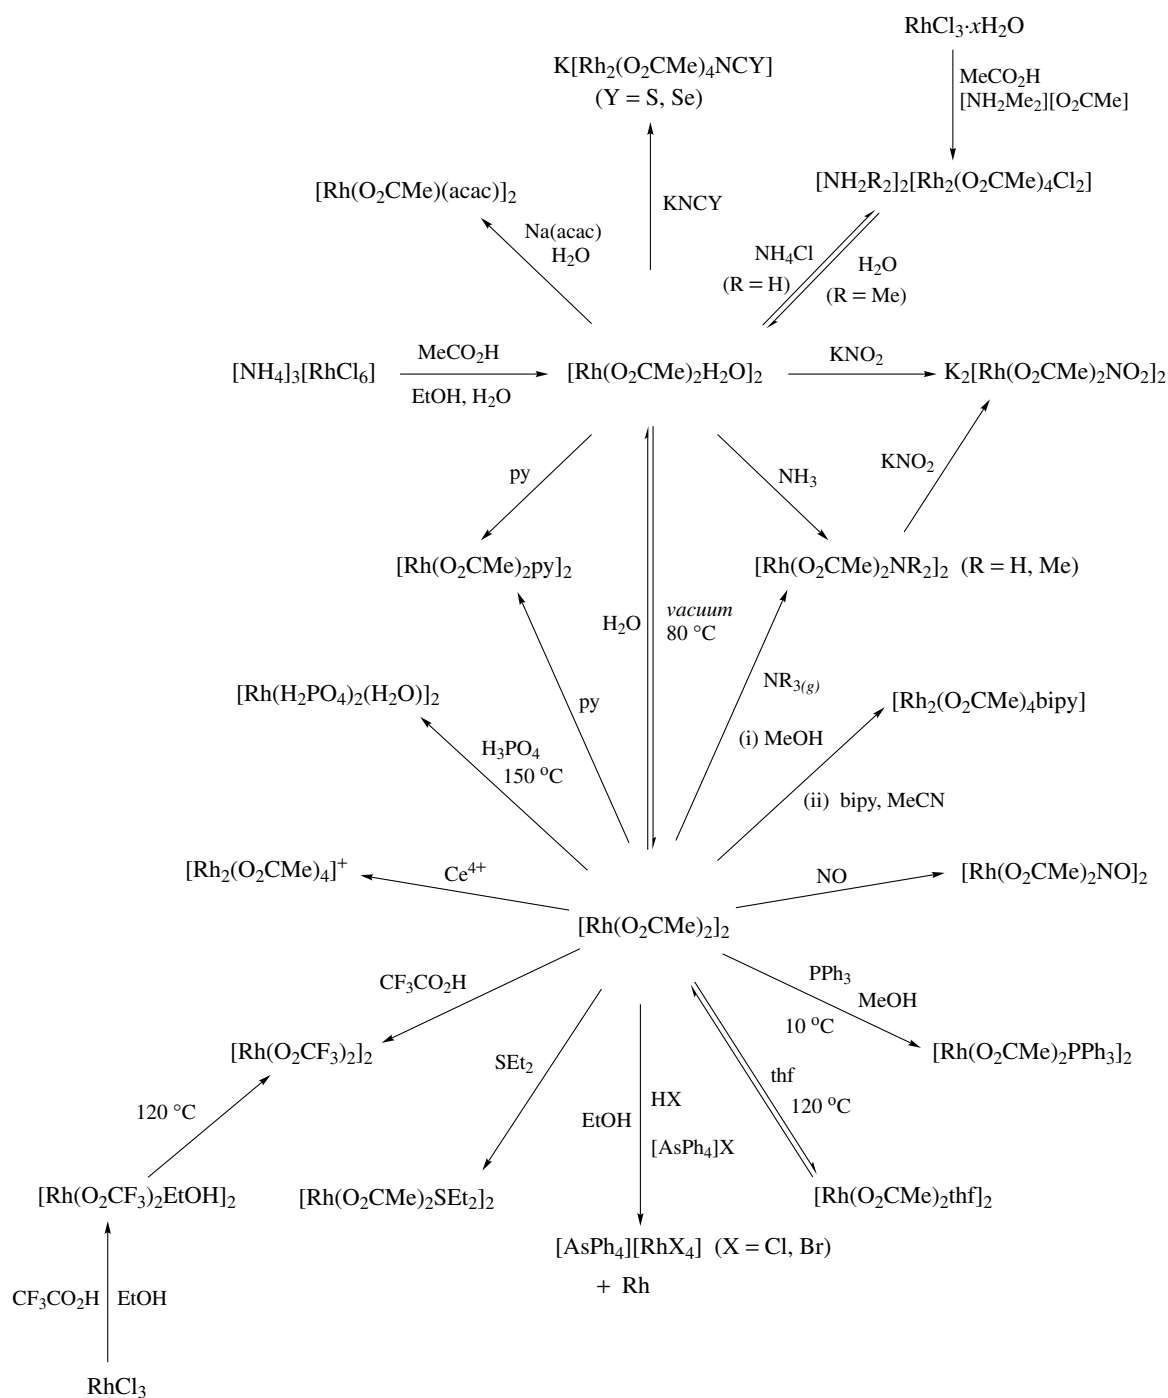 RhCl3·xH2O
MeCO2H
[NH2Me2][O2CMe]
K[Rh2(O2CMe)4NCY]
(Y = S, Se)
[Rh(O2CMe)(acac)]2
[NH2R2]2[Rh2(O2CMe)4Cl2]
KNCY
Na(acac)
H2O
NH4Cl
(R = H)
H2O
(R = Me)
[NH4]3[RhCl6]
MeCO2H
EtOH, H2O
[Rh(O2CMe)2H2O]2
KNO2
K2[Rh(O2CMe)2NO2]2
py
NH3
KNO2
[Rh(O2CMe)2py]2
[Rh(O2CMe)2NR2]2 (R = H, Me)
H2O
vacuum
80 °C
[Rh(H2PO4)2(H2O)]2
py
NR3(g)
[Rh2(O2CMe)4bipy]
H3PO4
150 °C
(i) MeOH
(ii) bipy, MeCN
[Rh2(O2CMe)4]+
Ce4+
NO
[Rh(O2CMe)2NO]2
[Rh(O2CMe)2]2
CF3CO2H
PPh3
MeOH
10 °C
[Rh(O2CF3)2]2
SEt2
HX
EtOH
[AsPh4]X
thf
120 °C
[Rh(O2CMe)2PPh3]2
120 °C
[Rh(O2CF3)2EtOH]2
[Rh(O2CMe)2SEt2]2
[Rh(O2CMe)2thf]2
[AsPh4][RhX4] (X = Cl, Br)
+ Rh
CF3CO2H
EtOH
RhCl3